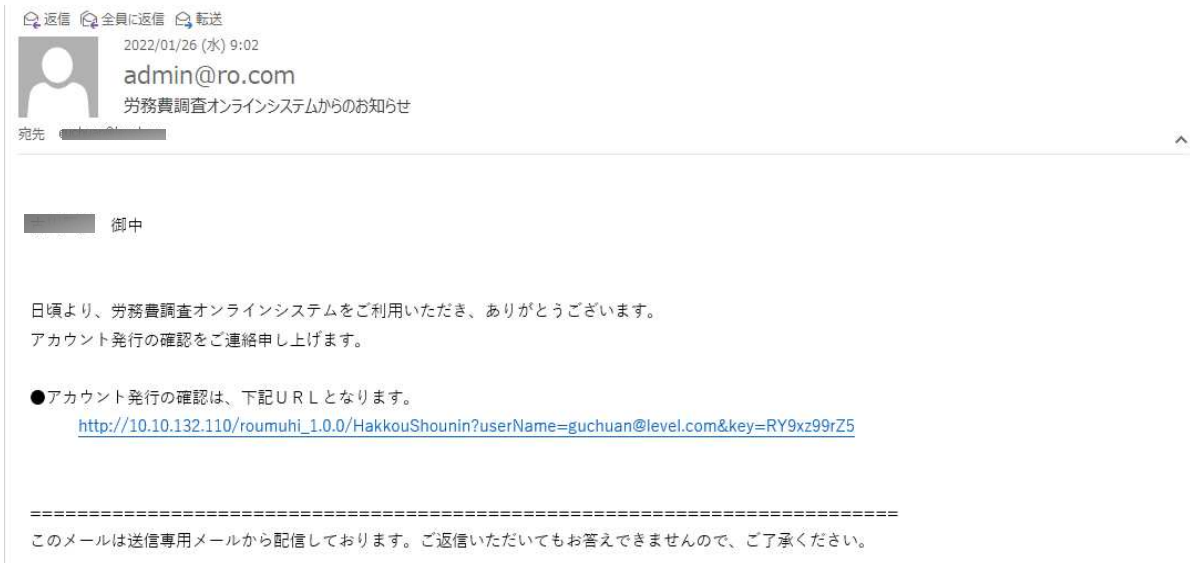 返信 全員に返信 転送
2022/01/26 (水) 9:02
admin@ro.com
労務費調査オンラインシステムからのお知らせ
宛先
御中
日頃より、労務費調査オンラインシステムをご利用いただき、ありがとうございます。
アカウント発行の確認をご連絡申し上げます。
●アカウント発行の確認は、下記ＵＲＬとなります。
http://10.10.132.110/roumuhi_1.0.0/HakkouShounin?userName=guchuan@level.com&key=RY9xz99rZ5
==========================================================================
このメールは送信専用メールから配信しております。ご返信いただいてもお答えできませんので、ご了承ください。